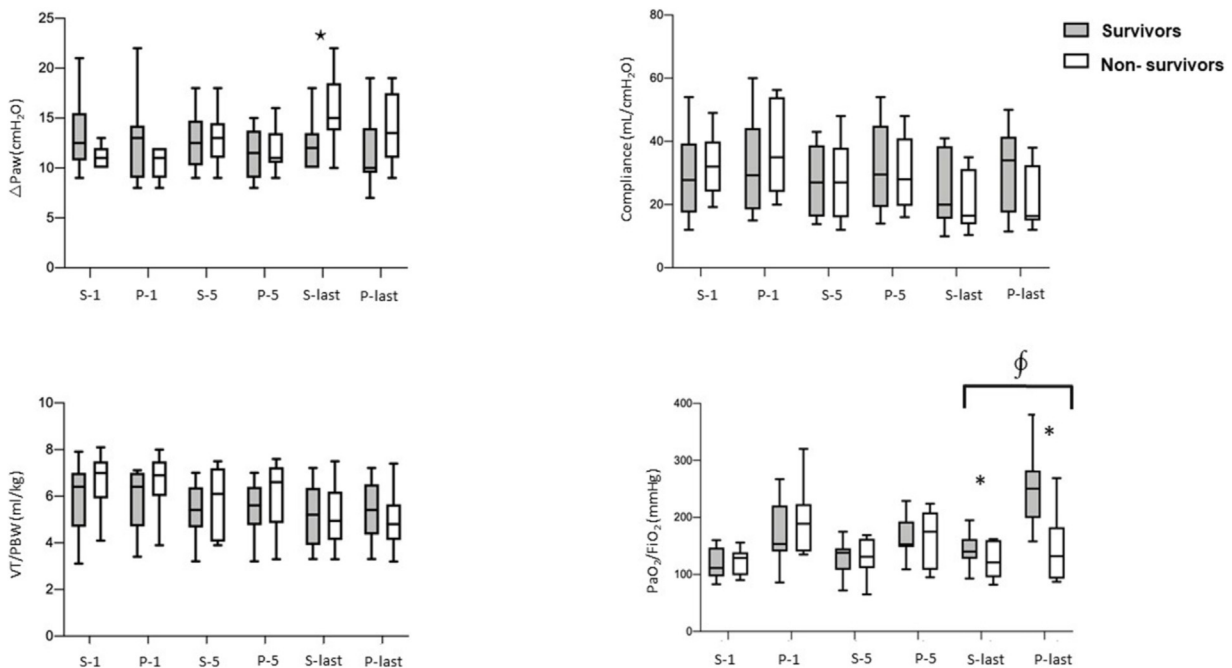 25
20
15
10
5
0
△Paw(cmH₂O)
★
S-1 P-1 S-5 P-5 S-last P-last
80
60
40
20
0
Compliance (mL/cmH₂O)
S-1 P-1 S-5 P-5 S-last P-last
Survivors
Non- survivors
10
8
6
4
2
0
VT/PBW (ml/kg)
S-1 P-1 S-5 P-5 S-last P-last
400
300
200
100
0
PaO₂/FiO₂ (mmHg)
∮
*
*
S-1 P-1 S-5 P-5 S-last P-last